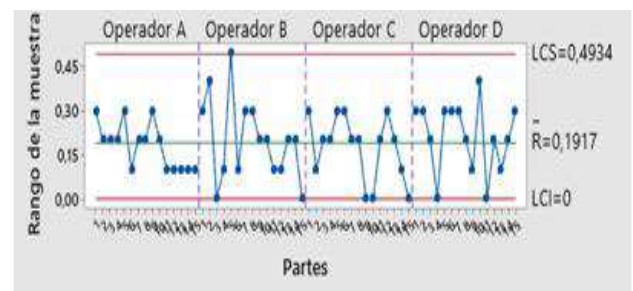 Operador A Operador B Operador C Operador D
Rango de la muestra
LCS=0,4934
0,45
0,30
R̄=0,1917
0,15
0,00
LCI=0
Partes